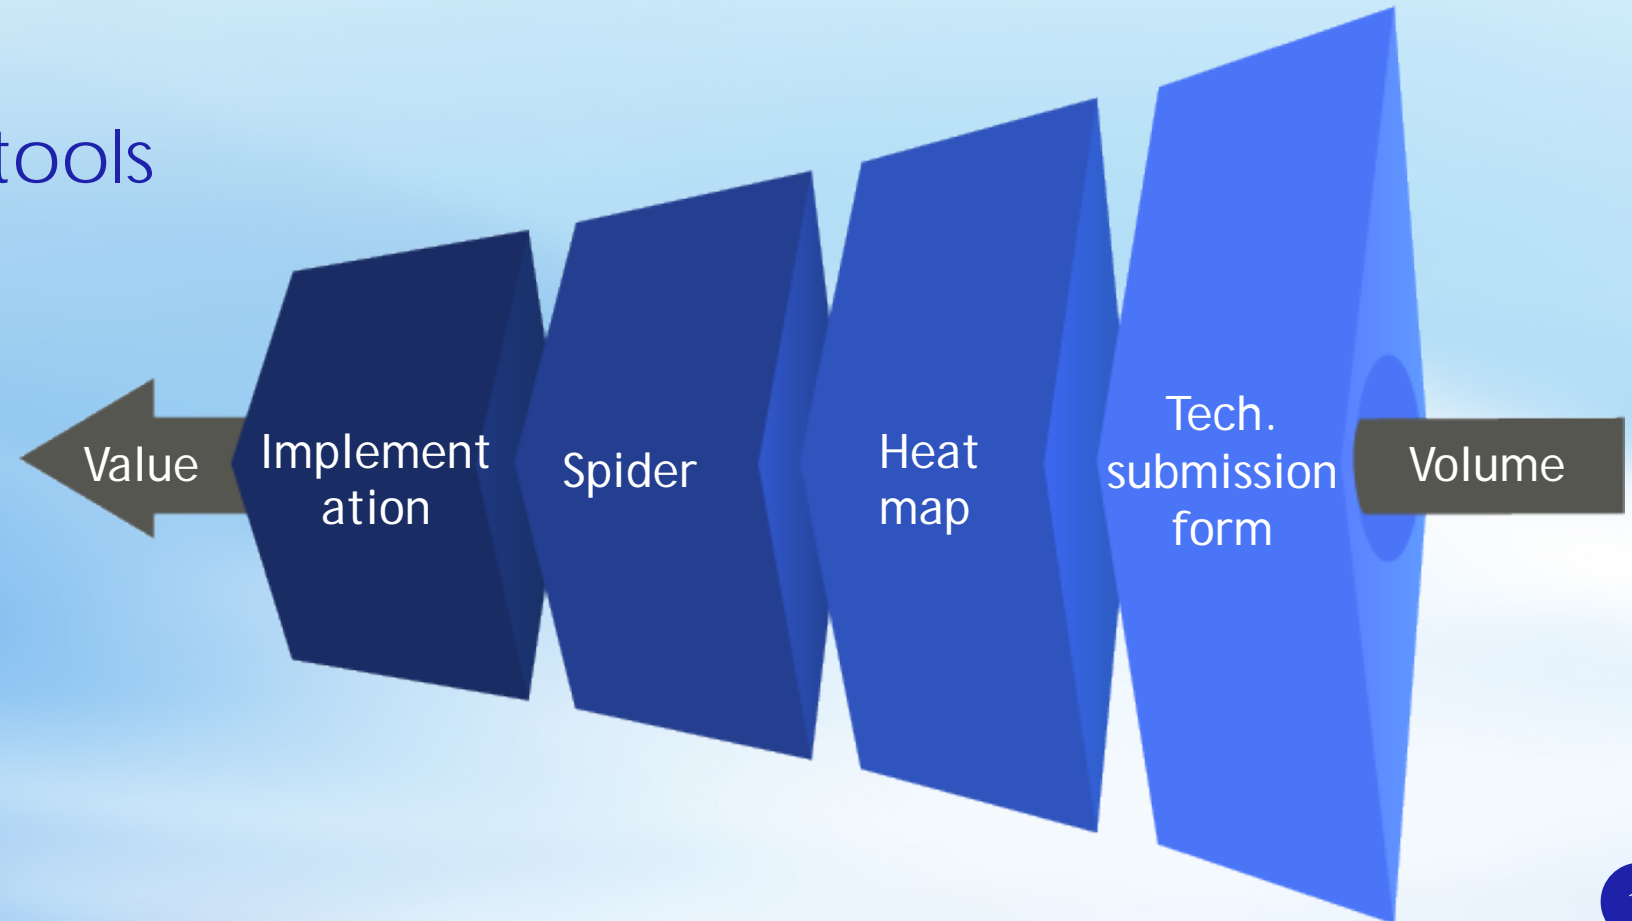 tools
Value
Implement
ation
Spider
Heat
map
Tech.
submission
form
Volume